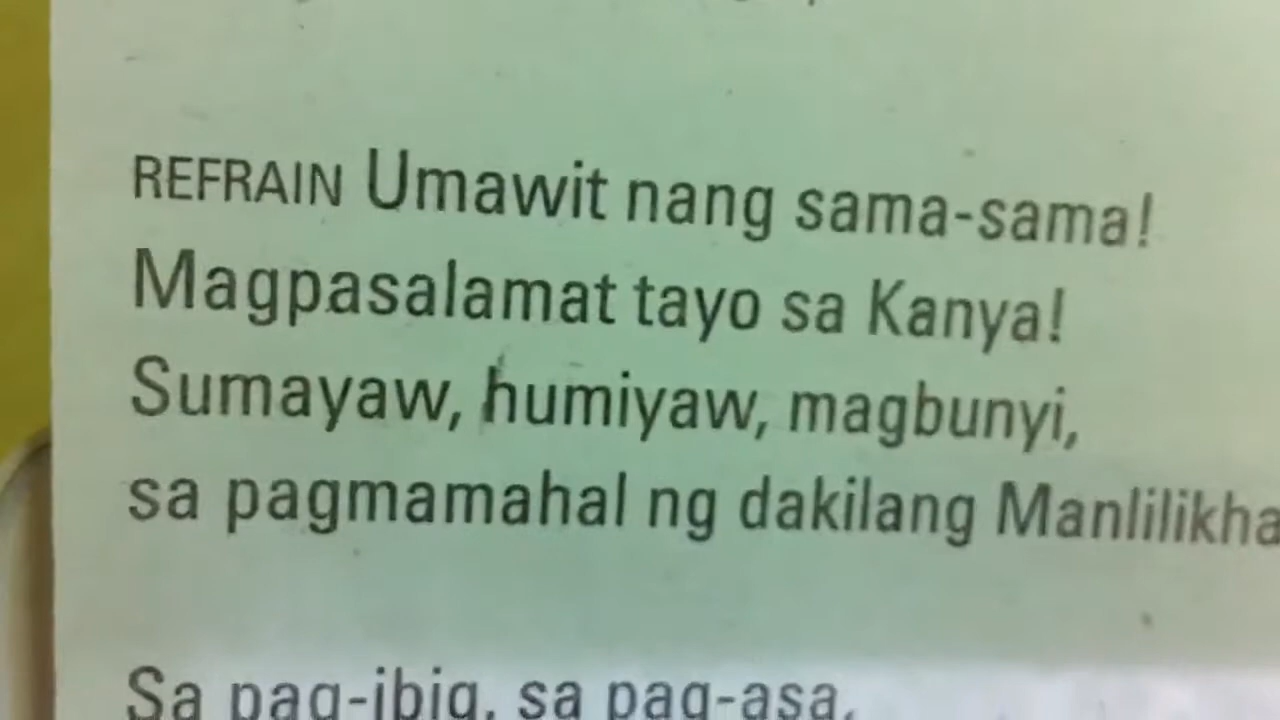 REFRAIN Umawit nang sama-sama!
Magpasalamat tayo sa Kanya!
Sumayaw, humiyaw, magbunyi,
sa pagmamahal ng dakilang Manlilikha
Sa pag-ibig, sa pag-asa,